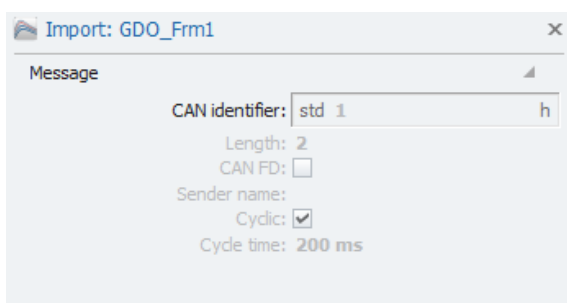 Import: GDO_Frm1
Message
CAN identifier: std 1 h
Length: 2
CAN FD:
Sender name:
Cyclic:
Cycle time: 200 ms